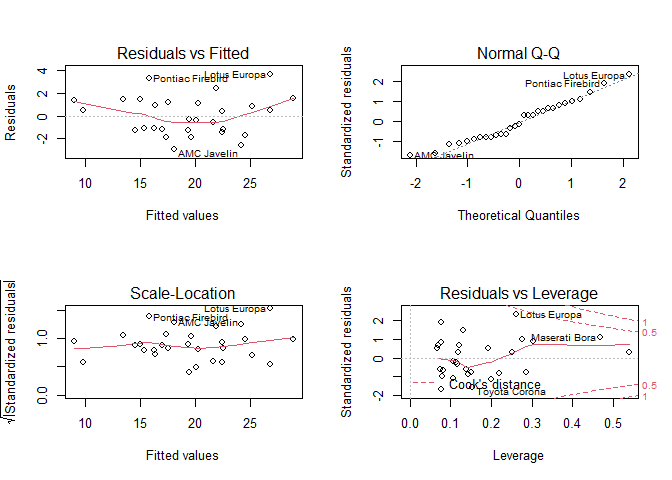 Residuals vs Fitted
Residuals
4
2
0
-2
Pontiac Firebird
Lotus Europa
AMC Javelin
10 15 20 25
Fitted values
Normal Q-Q
Standardized residuals
2
1
0
-1
Lotus Europa
Pontiac Firebird
AMC Javelin
-2 -1 0 1 2
Theoretical Quantiles
Scale-Location
√|Standardized residuals|
1.0
0.0
Lotus Europa
Pontiac Firebird
AMC Javelin
10 15 20 25
Fitted values
Residuals vs Leverage
Standardized residuals
2
1
0
-2
Lotus Europa
Maserati Bora
Toyota Corona
Cook's distance
1
0.5
0.5
1
0.0 0.1 0.2 0.3 0.4 0.5
Leverage